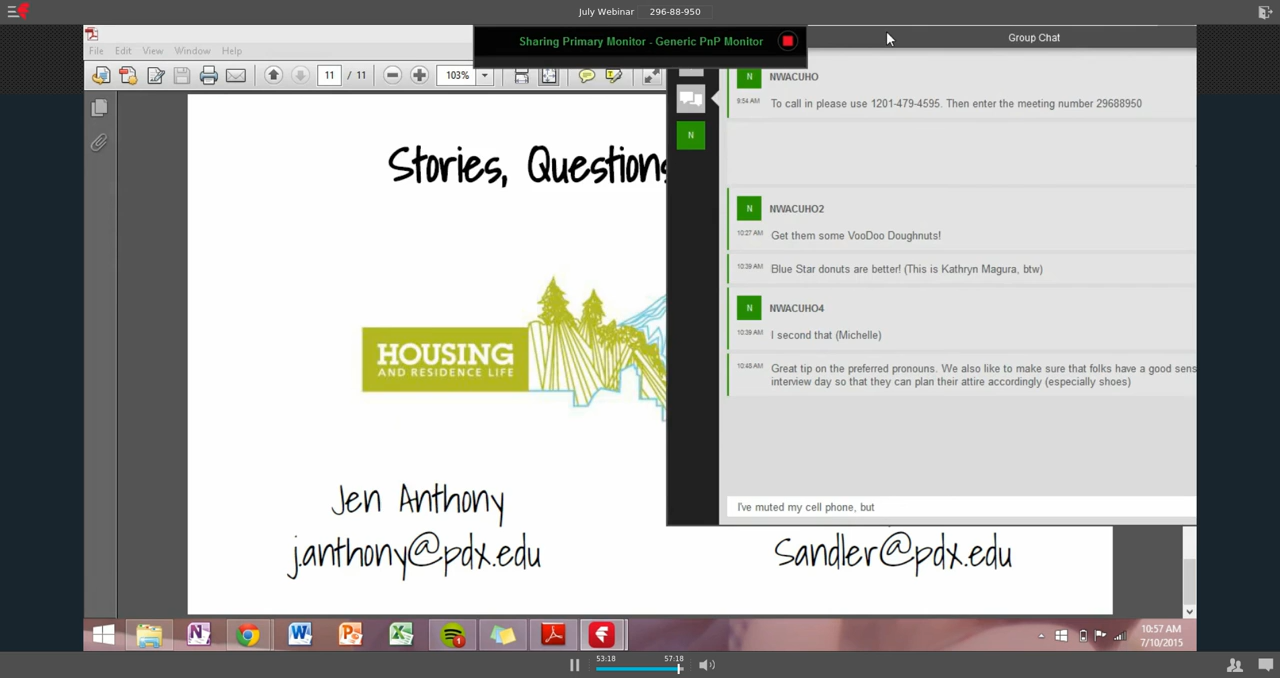 July Webinar 296-88-950
Sharing Primary Monitor - Generic PnP Monitor
Group Chat
File Edit View Window Help
11 / 11 103%
N NWACUHO
9:54 AM To call in please use 1201-479-4595. Then enter the meeting number 29688950
N
N NWACUHO2
10:27 AM Get them some VooDoo Doughnuts!
10:39 AM Blue Star donuts are better! (This is Kathryn Magura, btw)
N NWACUHO4
10:39 AM I second that (Michelle)
10:48 AM Great tip on the preferred pronouns. We also like to make sure that folks have a good sens
interview day so that they can plan their attire accordingly (especially shoes)
I've muted my cell phone, but
Stories, Questions
HOUSING
AND RESIDENCE LIFE
Jen Anthony
j.anthony@pdx.edu
Sandler@pdx.edu
10:57 AM
7/10/2015
53:18 57:18